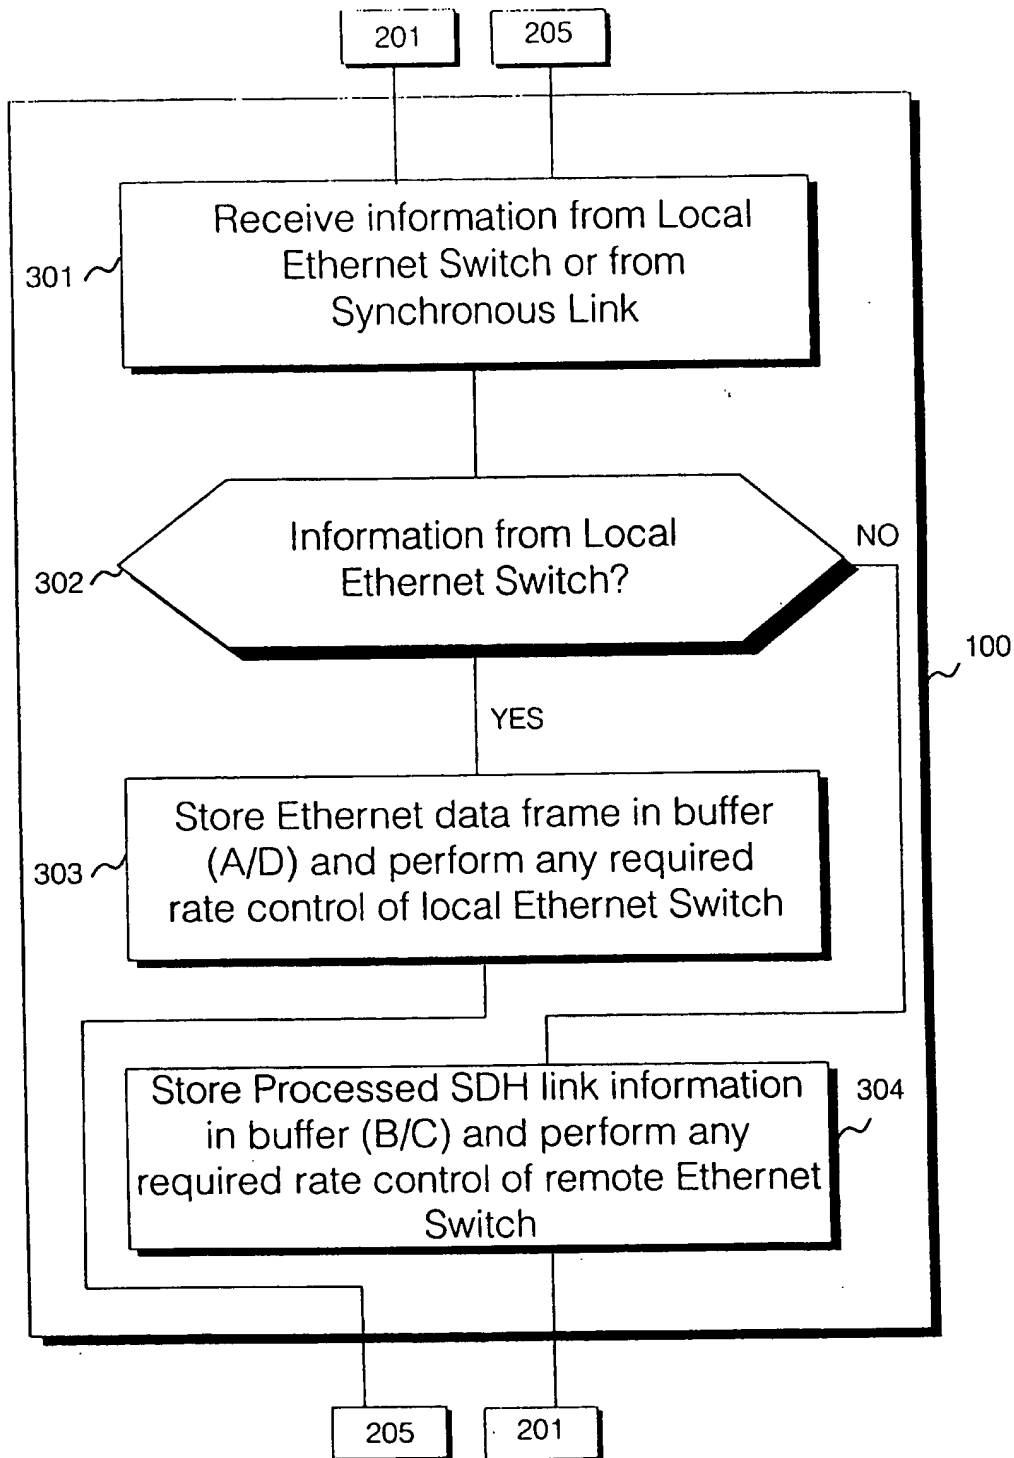 201 205
Receive information from Local
Ethernet Switch or from
Synchronous Link
301
Information from Local
Ethernet Switch?
NO
302
100
YES
Store Ethernet data frame in buffer
(A/D) and perform any required
rate control of local Ethernet Switch
303
Store Processed SDH link information
in buffer (B/C) and perform any
required rate control of remote Ethernet
Switch
304
205 201